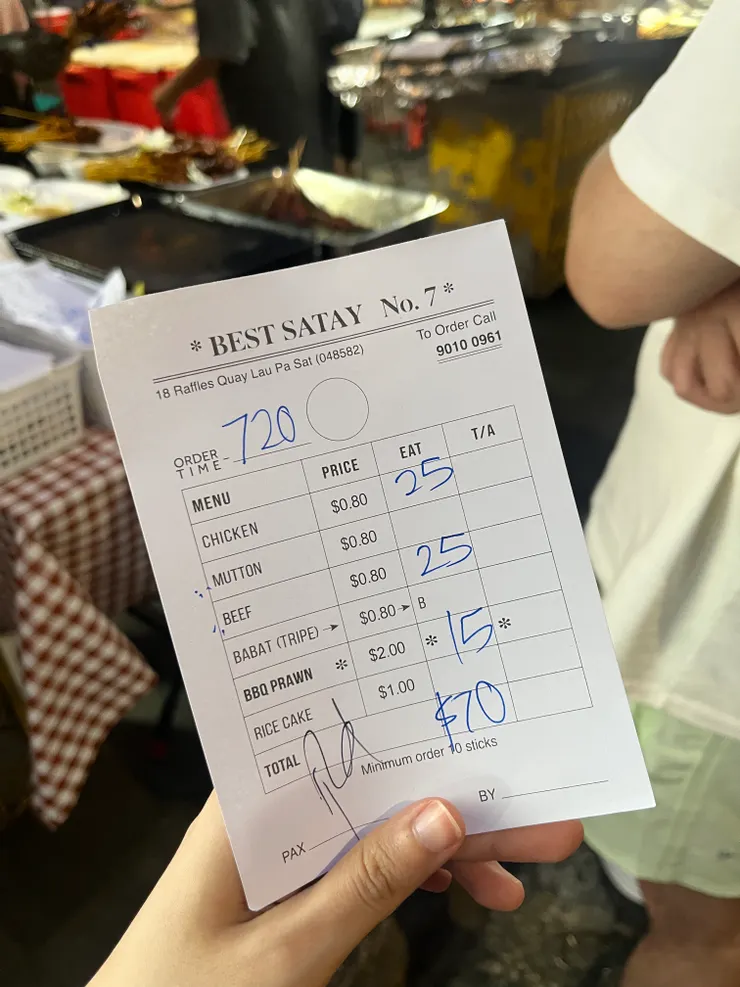 * BEST SATAY No. 7 *
18 Raffles Quay Lau Pa Sat (048582)
To Order Call
9010 0961
ORDER TIME - 720
MENU PRICE EAT T/A
CHICKEN $0.80 25
MUTTON $0.80
BEEF $0.80 25
BABAT (TRIPE) → $0.80 → B
BBQ PRAWN * $2.00 * 15 *
RICE CAKE $1.00
TOTAL $70
Minimum order 10 sticks
PAX
BY